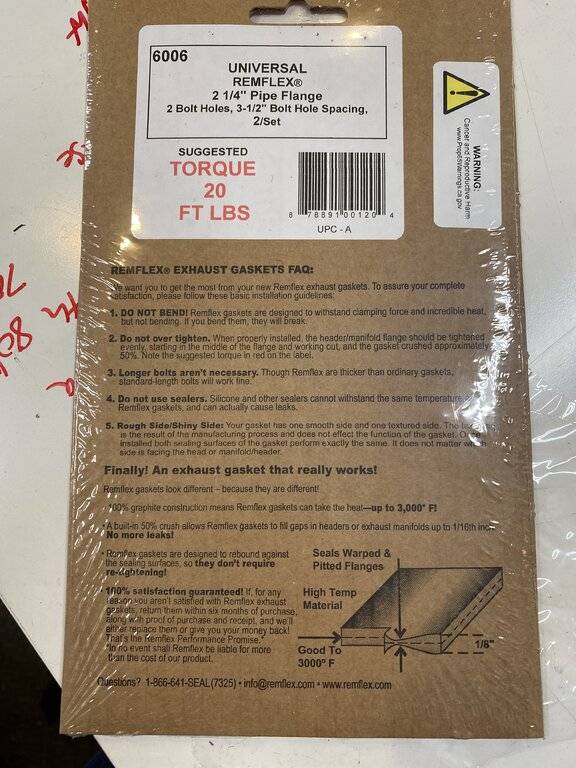 6006
UNIVERSAL
REMFLEX®
2 1/4" Pipe Flange
2 Bolt Holes, 3-1/2" Bolt Hole Spacing,
2/Set
SUGGESTED
TORQUE
20
FT LBS
8 78891 00120 4
UPC - A
WARNING:
Cancer and Reproductive Harm
www.Prop65Warnings.ca.gov
REMFLEX® EXHAUST GASKETS FAQ:
We want you to get the most from your new Remflex exhaust gaskets. To assure your complete
satisfaction, please follow these basic installation guidelines:
1. DO NOT BEND! Remflex gaskets are designed to withstand clamping force and incredible heat,
but not bending. If you bend them, they will break.
2. Do not over tighten. When properly installed, the header/manifold flange should be tightened
evenly, starting in the middle of the flange and working out, and the gasket crushed approximately
50%. Note the suggested torque in red on the label.
3. Longer bolts aren't necessary. Though Remflex are thicker than ordinary gaskets,
standard-length bolts will work fine.
4. Do not use sealers. Silicone and other sealers cannot withstand the same temperature as
Remflex gaskets, and can actually cause leaks.
5. Rough Side/Shiny Side: Your gasket has one smooth side and one textured side. The
is the result of the manufacturing process and does not effect the function of the gasket. Once
installed both sealing surfaces of the gasket perform exactly the same. It does not matter which
side is facing the head or manifold/header.
Finally! An exhaust gasket that really works!
Remflex gaskets look different – because they are different!
100% graphite construction means Remflex gaskets can take the heat—up to 3,000° F!
• A built-in 50% crush allows Remflex gaskets to fill gaps in headers or exhaust manifolds up to 1/16th inch
No more leaks!
• Remflex gaskets are designed to rebound against
the sealing surfaces, so they don't require
re-tightening!
100% satisfaction guaranteed! If, for any
reason you aren't satisfied with Remflex exhaust
gaskets, return them within six months of purchase,
along with proof of purchase and receipt, and we'll
either replace them or give you your money back!
That's the Remflex Performance Promise.*
*In no event shall Remflex be liable for more
than the cost of our product.
Seals Warped &
Pitted Flanges
High Temp
Material
Good To
3000° F
1/8"
Questions? 1-866-641-SEAL (7325) • info@remflex.com • www.remflex.com